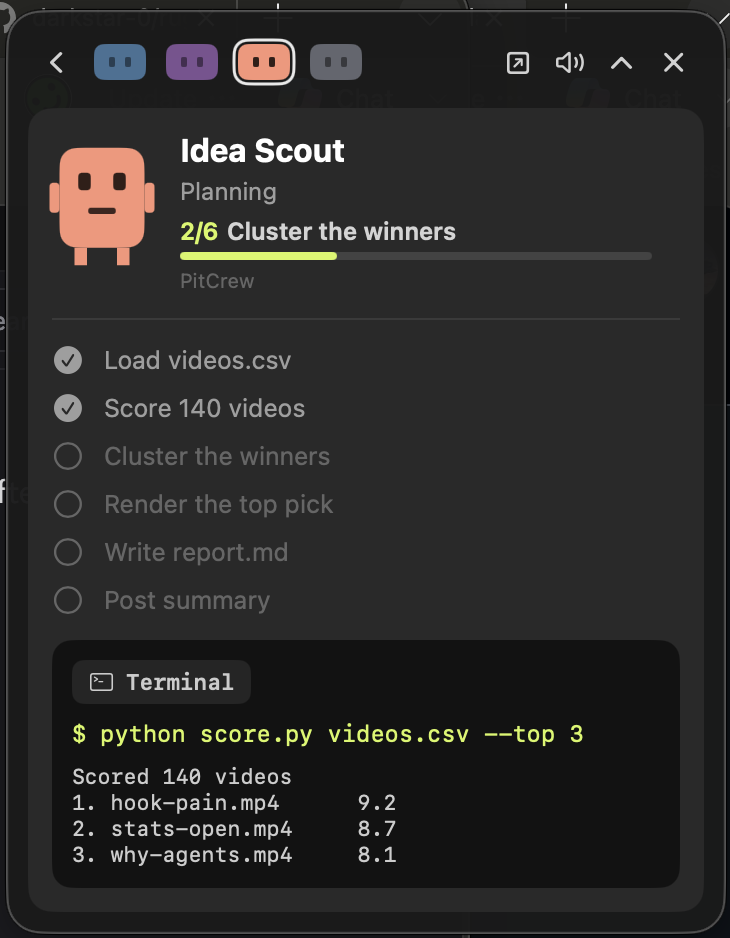 Idea Scout
Planning
2/6 Cluster the winners
PitCrew
Load videos.csv
Score 140 videos
Cluster the winners
Render the top pick
Write report.md
Post summary
Terminal
$ python score.py videos.csv --top 3
Scored 140 videos
1. hook-pain.mp4 9.2
2. stats-open.mp4 8.7
3. why-agents.mp4 8.1